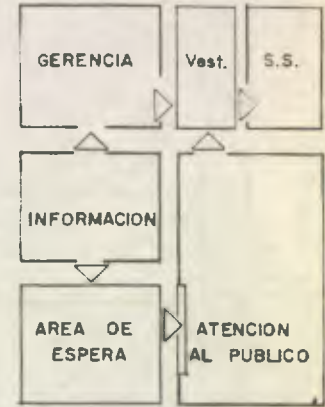 GERENCIA
Vest.
S.S.
INFORMACION
AREA DE
ESPERA
ATENCION
AL PUBLICO